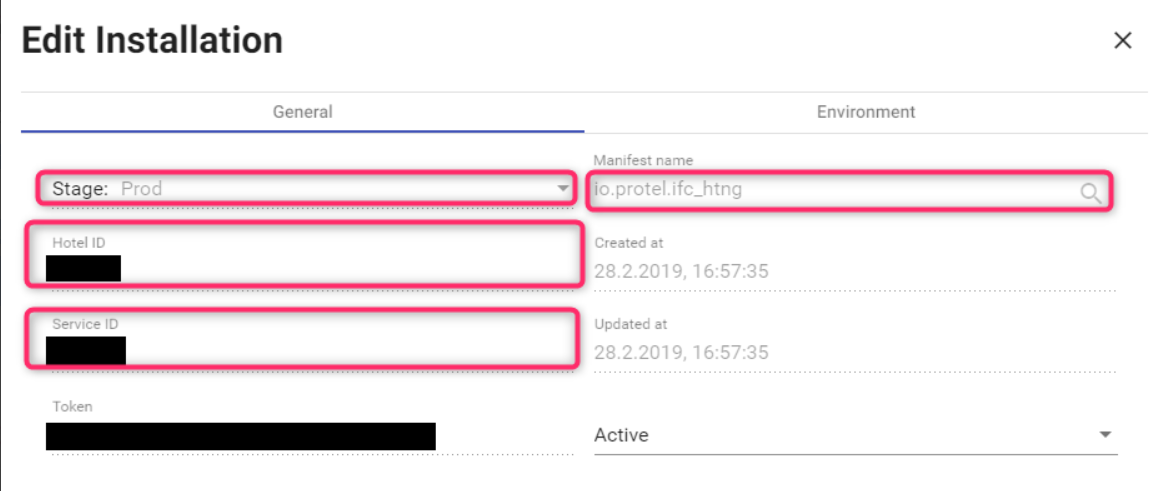 Edit Installation
General
Environment
Stage: Prod
Manifest name
io.protel.ifc_htng
Hotel ID
Created at
28.2.2019, 16:57:35
Service ID
Updated at
28.2.2019, 16:57:35
Token
Active